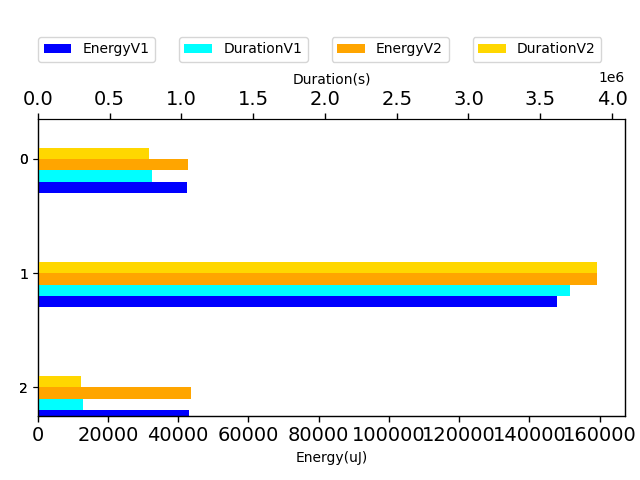 EnergyV1 DurationV1 EnergyV2 DurationV2
Duration(s)
1e6
0.0 0.5 1.0 1.5 2.0 2.5 3.0 3.5 4.0
0
1
2
0 20000 40000 60000 80000 100000 120000 140000 160000
Energy(uJ)